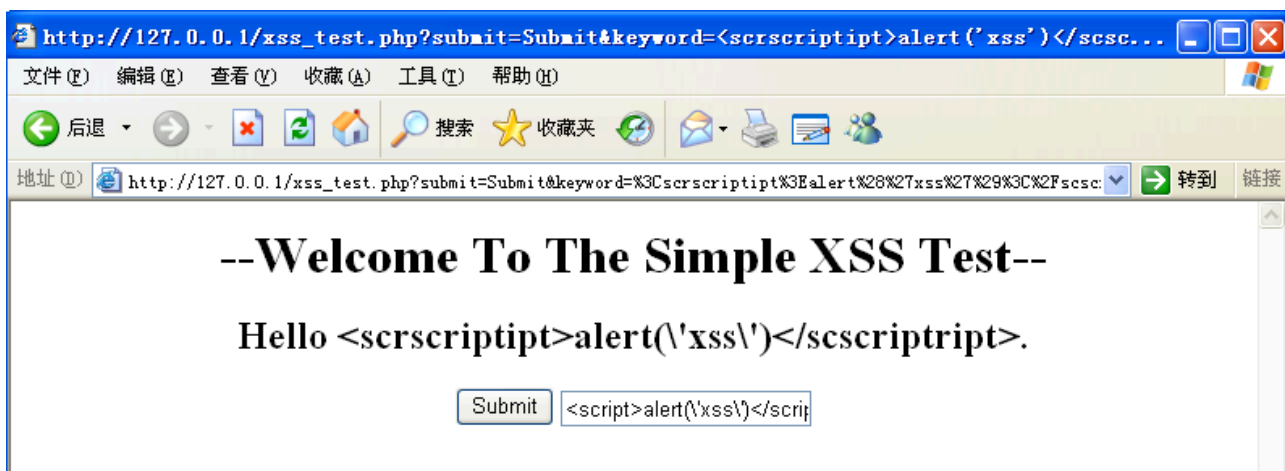 http://127.0.0.1/xss_test.php?submit=Submit&keyword=<scrscriptipt>alert('xss')</scsc...
文件(F) 编辑(E) 查看(V) 收藏(A) 工具(T) 帮助(H)
后退 搜索 收藏夹
地址(D) http://127.0.0.1/xss_test.php?submit=Submit&keyword=%3Cscrscriptipt%3Ealert%28%27xss%27%29%3C%2Fscsc 转到 链接
--Welcome To The Simple XSS Test--
Hello <scrscriptipt>alert(\'xss\')</scscriptript>.
Submit <script>alert(\'xss\')</scrip